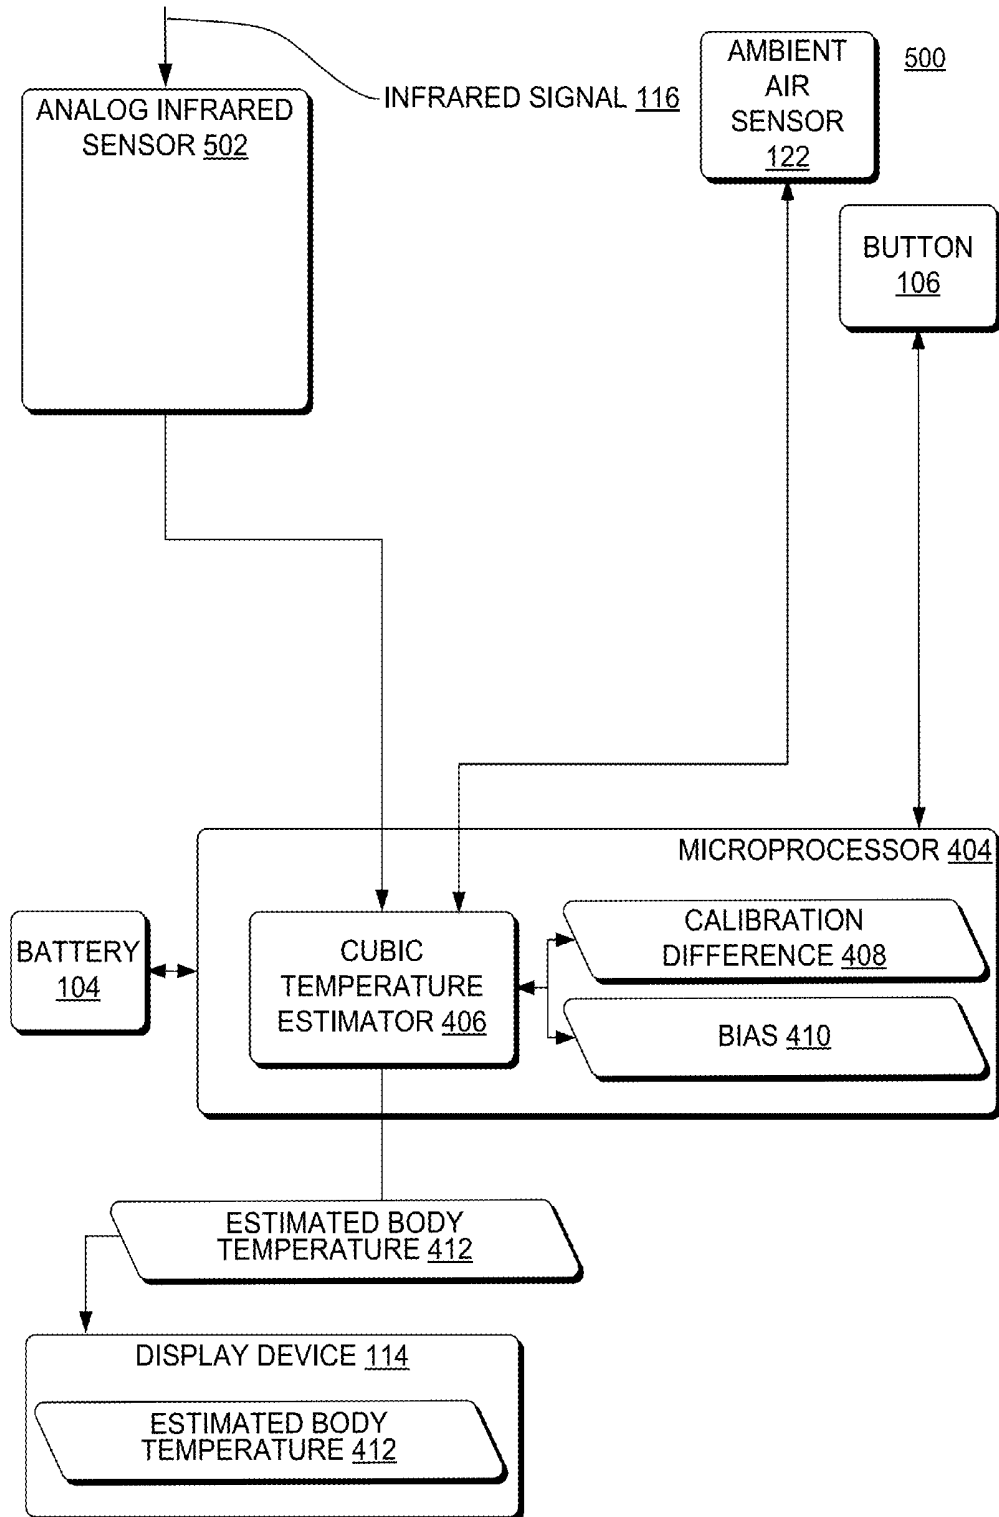 ANALOG INFRARED
SENSOR 502
INFRARED SIGNAL 116
AMBIENT
AIR
SENSOR
122
500
BUTTON
106
MICROPROCESSOR 404
BATTERY
104
CUBIC
TEMPERATURE
ESTIMATOR 406
CALIBRATION
DIFFERENCE 408
BIAS 410
ESTIMATED BODY
TEMPERATURE 412
DISPLAY DEVICE 114
ESTIMATED BODY
TEMPERATURE 412